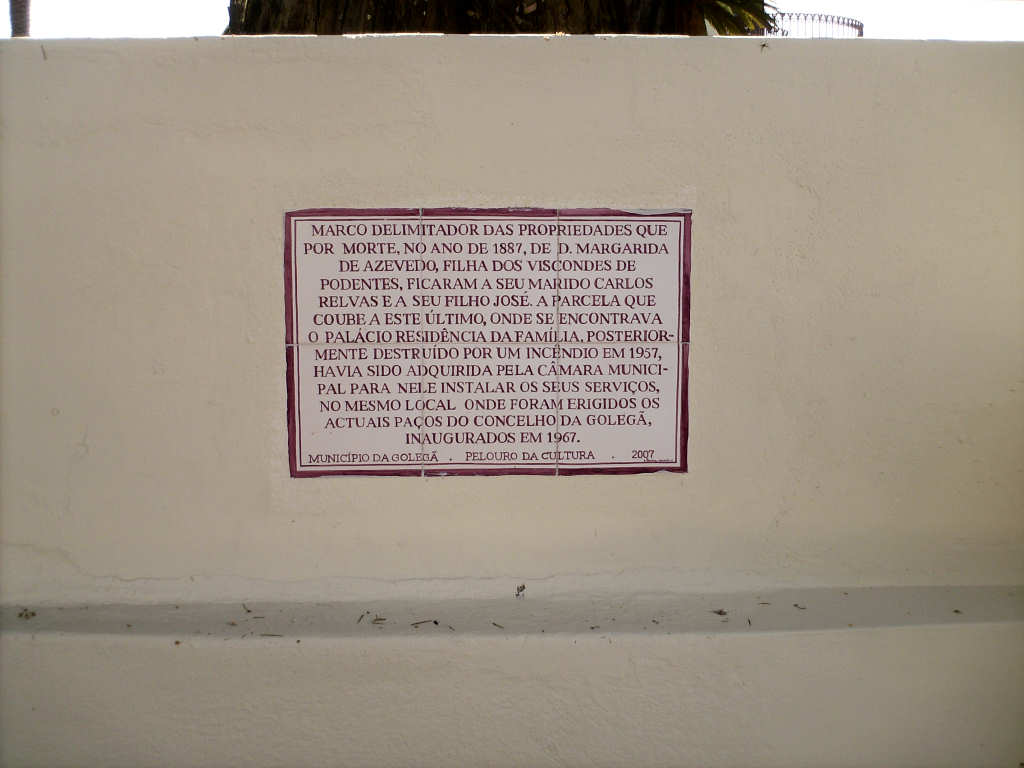 MARCO DELIMITADOR DAS PROPRIEDADES QUE
POR MORTE, NO ANO DE 1887, DE D. MARGARIDA
DE AZEVEDO, FILHA DOS VISCONDES DE
PODENTES, FICARAM A SEU MARIDO CARLOS
RELVAS E A SEU FILHO JOSÉ. A PARCELA QUE
COUBE A ESTE ÚLTIMO, ONDE SE ENCONTRAVA
O PALÁCIO RESIDÊNCIA DA FAMÍLIA, POSTERIOR-
MENTE DESTRUÍDO POR UM INCÊNDIO EM 1957,
HAVIA SIDO ADQUIRIDA PELA CÂMARA MUNICI-
PAL PARA NELE INSTALAR OS SEUS SERVIÇOS,
NO MESMO LOCAL ONDE FORAM ERIGIDOS OS
ACTUAIS PAÇOS DO CONCELHO DA GOLEGÃ,
INAUGURADOS EM 1967.
MUNICÍPIO DA GOLEGÃ . PELOURO DA CULTURA . 2007